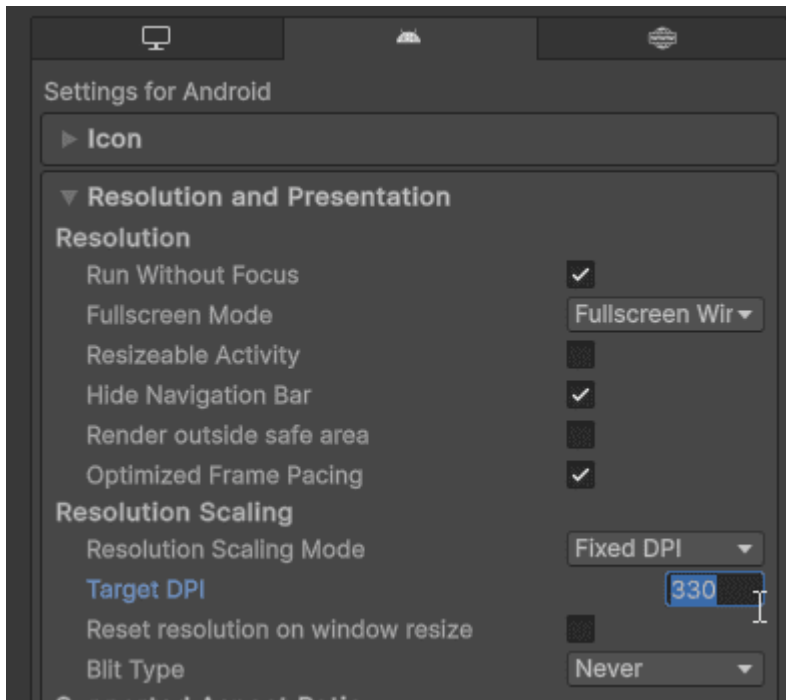 Settings for Android
Icon
Resolution and Presentation
Resolution
Run Without Focus
Fullscreen Mode Fullscreen Wir
Resizeable Activity
Hide Navigation Bar
Render outside safe area
Optimized Frame Pacing
Resolution Scaling
Resolution Scaling Mode Fixed DPI
Target DPI 330
Reset resolution on window resize
Blit Type Never